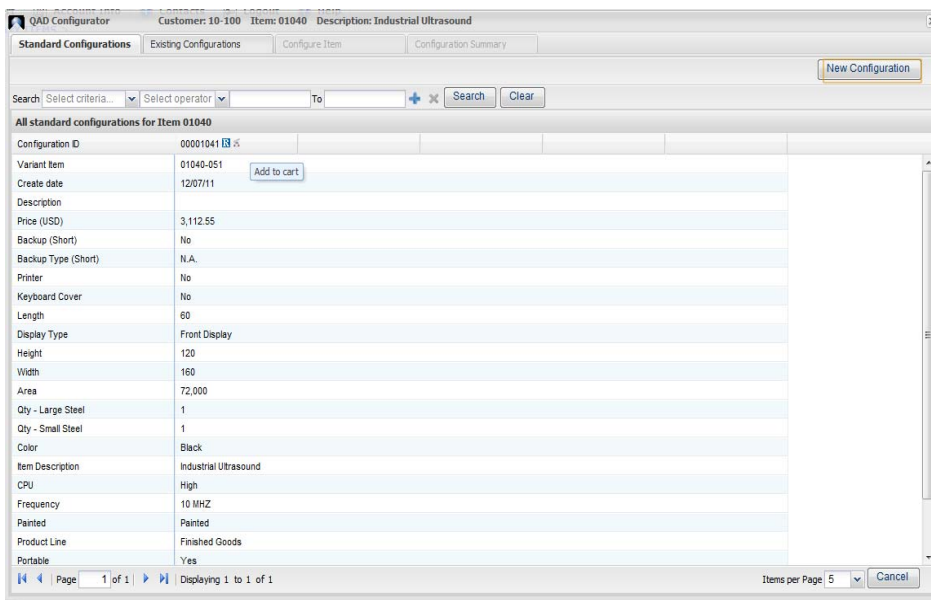 QAD Configurator Customer: 10-100 Item: 01040 Description: Industrial Ultrasound
Standard Configurations Existing Configurations Configure Item Configuration Summary
New Configuration
Search Select criteria... Select operator To Search Clear
All standard configurations for Item 01040
Configuration ID 00001041
Variant Item 01040-051
Add to cart
Create date 12/07/11
Description
Price (USD) 3,112.55
Backup (Short) No
Backup Type (Short) N.A.
Printer No
Keyboard Cover No
Length 60
Display Type Front Display
Height 120
Width 160
Area 72,000
Qty - Large Steel 1
Qty - Small Steel 1
Color Black
Item Description Industrial Ultrasound
CPU High
Frequency 10 MHZ
Painted Painted
Product Line Finished Goods
Portable Yes
Page 1 of 1 Displaying 1 to 1 of 1 Items per Page 5 Cancel